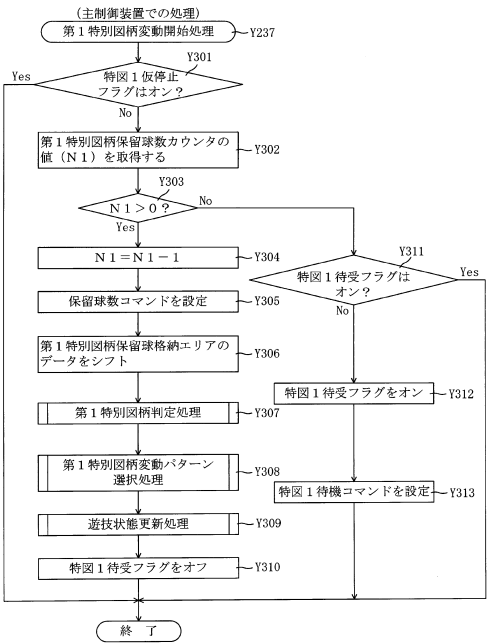 (主制御装置での処理)
第1特別図柄変動開始処理
Y237
Y301
特図1仮停止
フラグはオン?
Yes
No
第1特別図柄保留球数カウンタの
値(N1)を取得する
Y302
Y303
N1>0?
No
Yes
N1=N1-1
Y304
保留球数コマンドを設定
Y305
第1特別図柄保留球格納エリアの
データをシフト
Y306
第1特別図柄判定処理
Y307
第1特別図柄変動パターン
選択処理
Y308
遊技状態更新処理
Y309
特図1待受フラグをオフ
Y310
Y311
特図1待受フラグは
オン?
Yes
No
特図1待受フラグをオン
Y312
特図1待機コマンドを設定
Y313
終 了